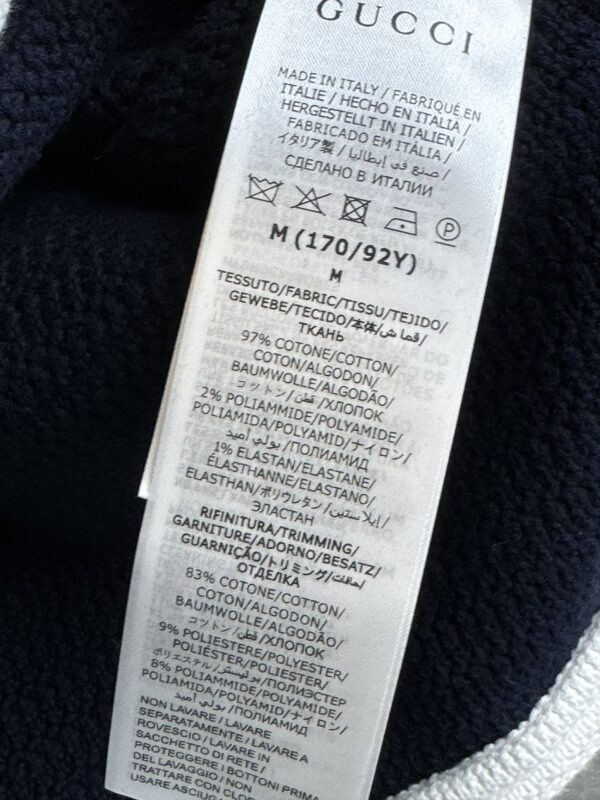 GUCCI
MADE IN ITALY / FABRIQUÉ EN
ITALIE / HECHO EN ITALIA /
HERGESTELLT IN ITALIEN /
FABRICADO EM ITÁLIA /
イタリア製 / صنع في إيطاليا /
СДЕЛАНО В ИТАЛИИ
P
M (170/92Y)
M
TESSUTO/FABRIC/TISSU/TEJIDO/
GEWEBE/TECIDO/本体/قماش/
ТКАНЬ
97% COTONE/COTTON/
COTON/ALGODON/
BAUMWOLLE/ALGODÃO/
コットン/قطن/ХЛОПОК
2% POLIAMMIDE/POLYAMIDE/
POLIAMIDA/POLYAMID/ナイロン/
بولي أميد/ПОЛИАМИД
1% ELASTAN/ELASTANE/
ÉLASTHANNE/ELASTANO/
ELASTHAN/ポリウレタン/إيلاستين/
ЭЛАСТАН
RIFINITURA/TRIMMING/
GARNITURE/ADORNO/BESATZ/
GUARNIÇÃO/トリミング/حافات/
ОТДЕЛКА
83% COTONE/COTTON/
COTON/ALGODON/
BAUMWOLLE/ALGODÃO/
コットン/قطن/ХЛОПОК
9% POLIESTERE/POLYESTER/
POLIÉSTER/POLIESTER/
ポリエステル/بوليستر/ПОЛИЭСТЕР
8% POLIAMMIDE/POLYAMIDE/
POLIAMIDA/POLYAMID/ナイロン/
بولي أميد/ПОЛИАМИД
NON LAVARE / LAVARE
SEPARATAMENTE / LAVARE A
ROVESCIO / LAVARE IN
SACCHETTO DI RETE /
PROTEGGERE I BOTTONI PRIMA
DEL LAVAGGIO / NON
TRATTARE CON CLOR
USARE ASCIUG